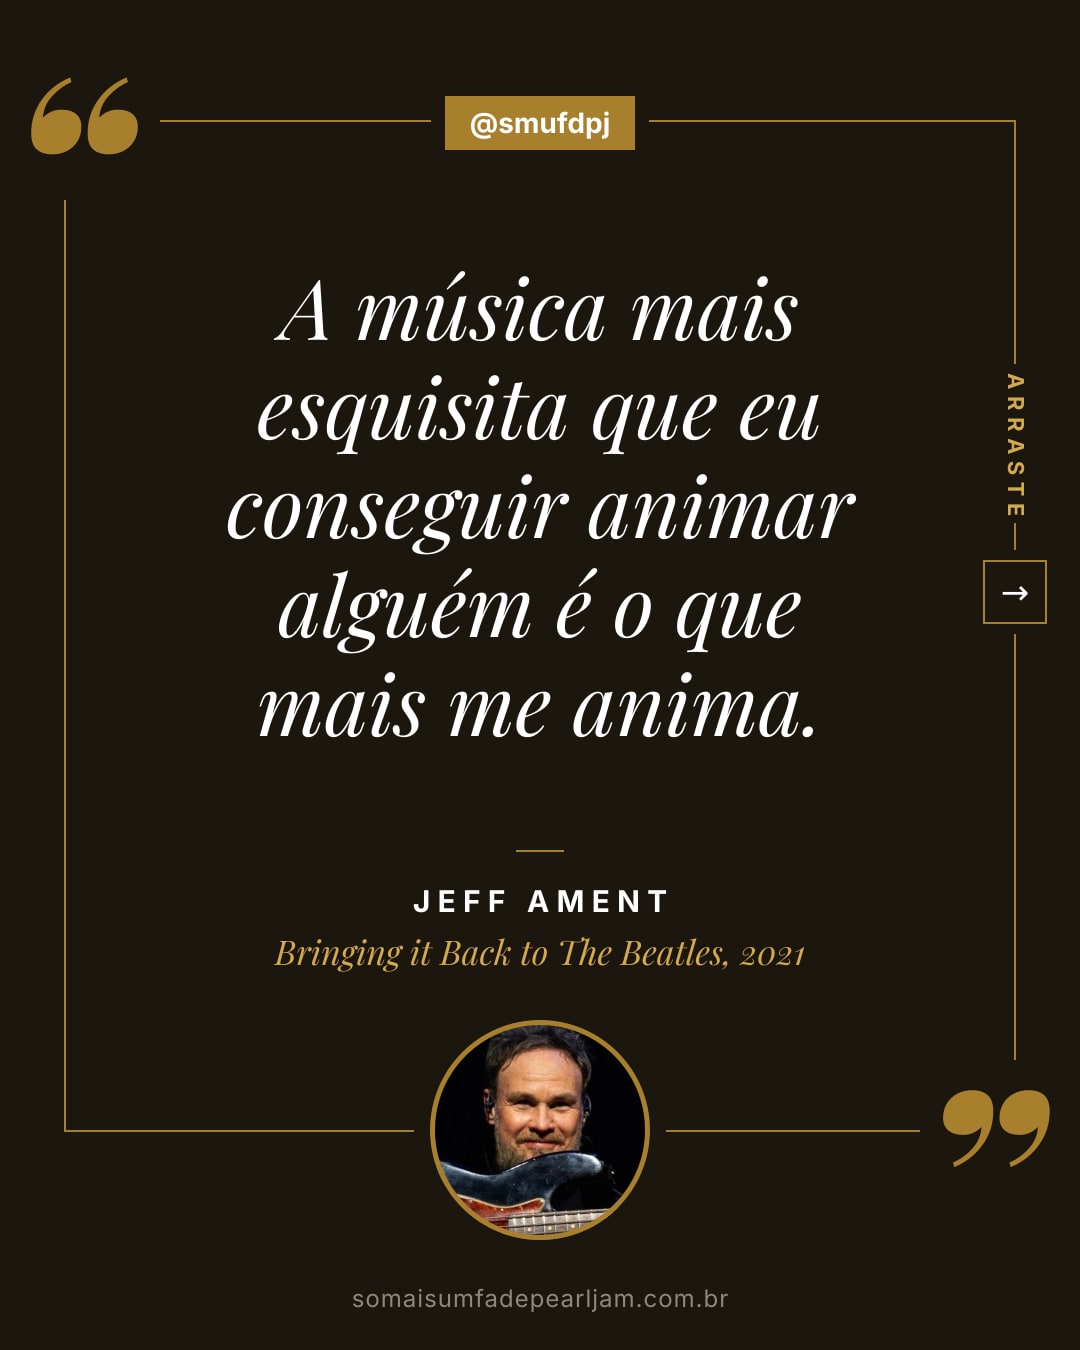 @smufdpj
A música mais
esquisita que eu
conseguir animar
alguém é o que
mais me anima.
ARRASTE
JEFF AMENT
Bringing it Back to The Beatles, 2021
somaisumfadepearljam.com.br